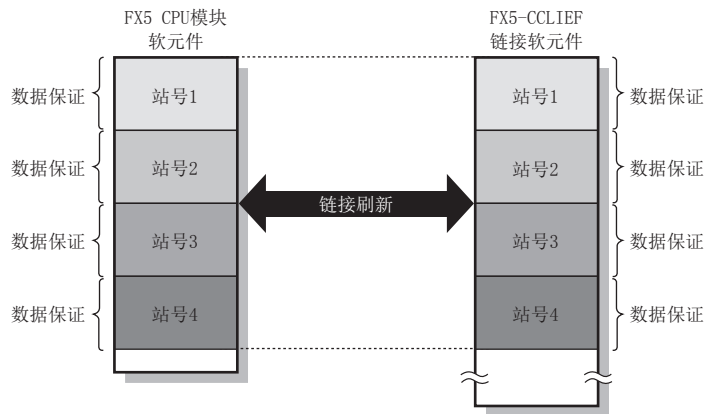 FX5 CPU模块
软元件
FX5-CCLIEF
链接软元件
数据保证
站号1
站号1
数据保证
数据保证
站号2
站号2
数据保证
链接刷新
数据保证
站号3
站号3
数据保证
数据保证
站号4
站号4
数据保证